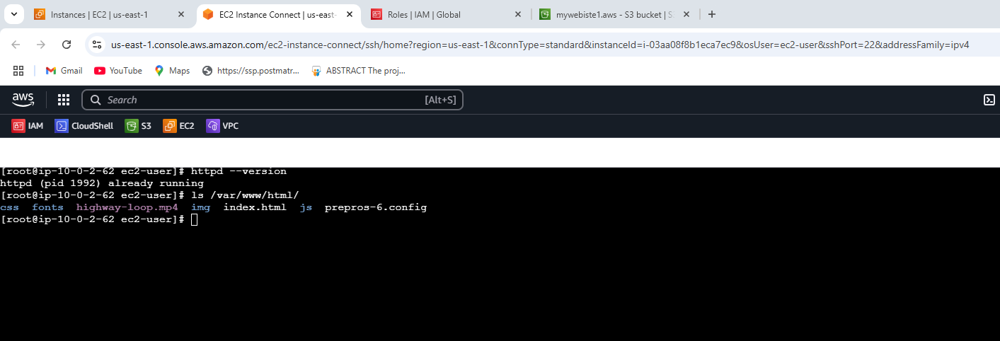 Instances | EC2 | us-east-1
EC2 Instance Connect | us-east-
Roles | IAM | Global
mywebiste1.aws - S3 bucket | S3
us-east-1.console.aws.amazon.com/ec2-instance-connect/ssh/home?region=us-east-1&connType=standard&instanceId=i-03aa08f8b1eca7ec9&osUser=ec2-user&sshPort=22&addressFamily=ipv4
Gmail
YouTube
Maps
https://ssp.postmatr...
ABSTRACT The proj...
aws
Search
[Alt+S]
IAM
CloudShell
S3
EC2
VPC
[root@ip-10-0-2-62 ec2-user]# httpd --version
httpd (pid 1992) already running
[root@ip-10-0-2-62 ec2-user]# ls /var/www/html/
css fonts highway-loop.mp4 img index.html js prepros-6.config
[root@ip-10-0-2-62 ec2-user]#